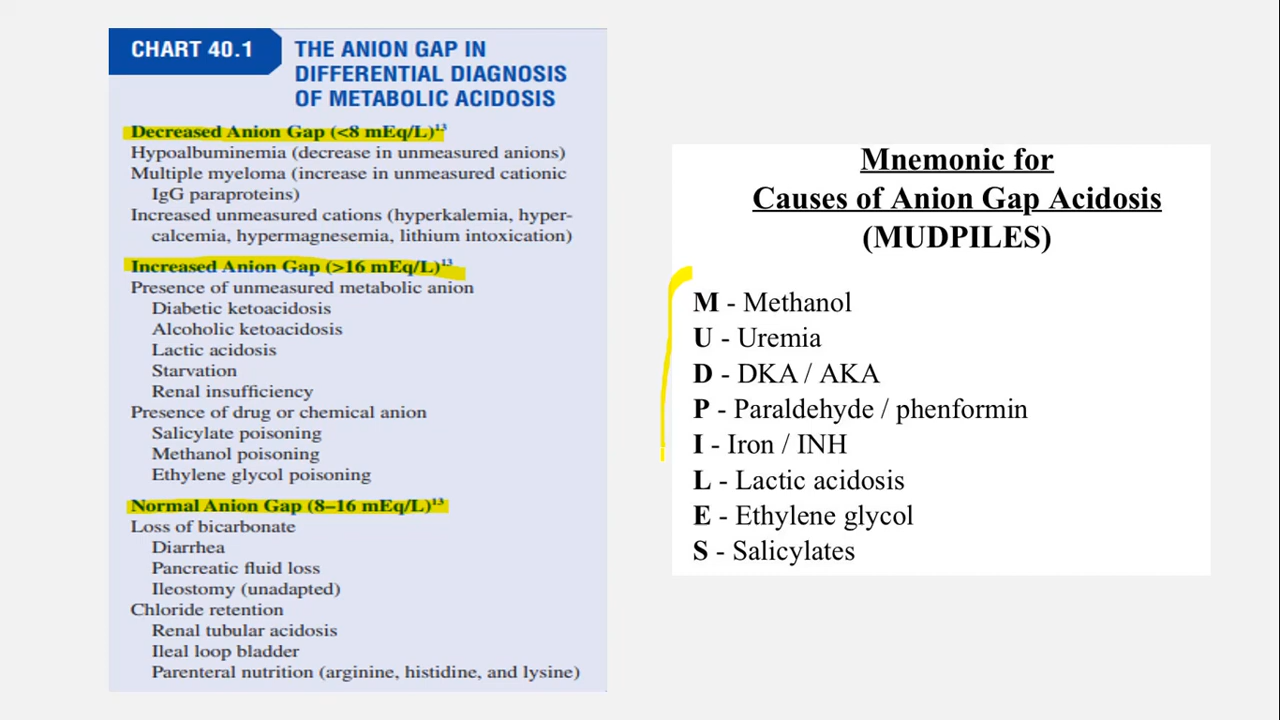 CHART 40.1
THE ANION GAP IN
DIFFERENTIAL DIAGNOSIS
OF METABOLIC ACIDOSIS
Decreased Anion Gap (<8 mEq/L)¹³
Hypoalbuminemia (decrease in unmeasured anions)
Multiple myeloma (increase in unmeasured cationic
IgG paraproteins)
Increased unmeasured cations (hyperkalemia, hyper-
calcemia, hypermagnesemia, lithium intoxication)
Increased Anion Gap (>16 mEq/L)¹³
Presence of unmeasured metabolic anion
Diabetic ketoacidosis
Alcoholic ketoacidosis
Lactic acidosis
Starvation
Renal insufficiency
Presence of drug or chemical anion
Salicylate poisoning
Methanol poisoning
Ethylene glycol poisoning
Normal Anion Gap (8–16 mEq/L)¹³
Loss of bicarbonate
Diarrhea
Pancreatic fluid loss
Ileostomy (unadapted)
Chloride retention
Renal tubular acidosis
Ileal loop bladder
Parenteral nutrition (arginine, histidine, and lysine)
Mnemonic for
Causes of Anion Gap Acidosis
(MUDPILES)
M - Methanol
U - Uremia
D - DKA / AKA
P - Paraldehyde / phenformin
I - Iron / INH
L - Lactic acidosis
E - Ethylene glycol
S - Salicylates